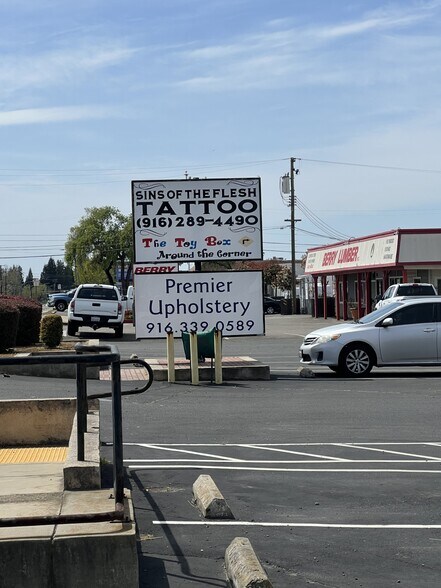 SINS OF THE FLESH
TATTOO
(916) 289-4490
The Toy Box
Around the Corner
BERRY
Premier
Upholstery
916 339 0589
BERRY LUMBER